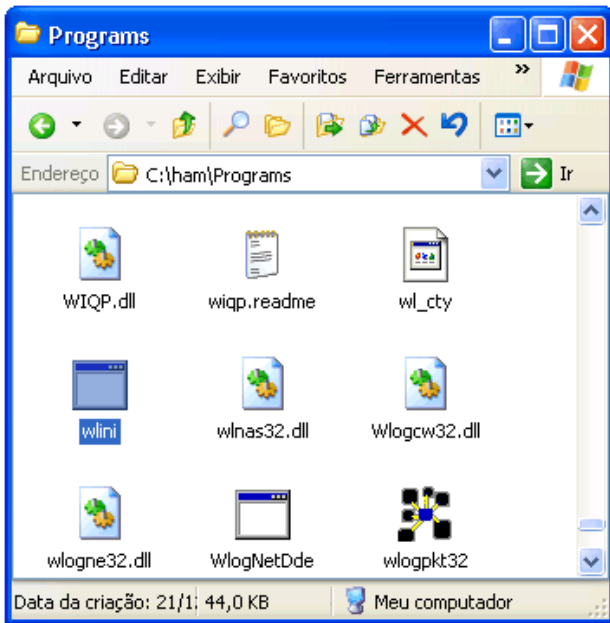 Programs
Arquivo Editar Exibir Favoritos Ferramentas »
Endereço C:\ham\Programs Ir
WIQP.dll wiqp.readme wl_cty
wlini wlnas32.dll Wlogcw32.dll
wlogne32.dll WlogNetDde wlogpkt32
Data da criação: 21/1 44,0 KB Meu computador